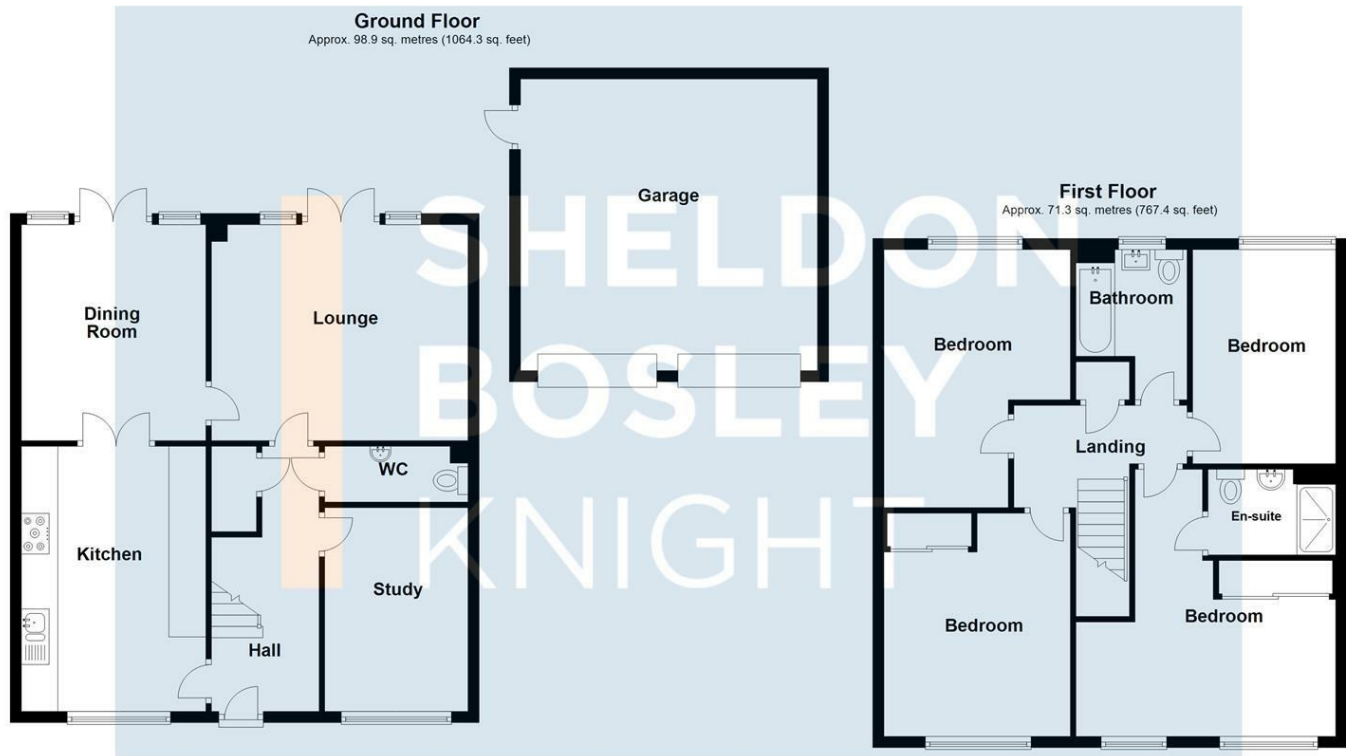 Ground Floor
Approx. 98.9 sq. metres (1064.3 sq. feet)
Garage
First Floor
Approx. 71.3 sq. metres (767.4 sq. feet)
SHELDON
BOSLEY
KNIGHT
Dining
Room
Lounge
Kitchen
WC
Study
Hall
Bedroom
Bathroom
Bedroom
Landing
En-suite
Bedroom
Bedroom